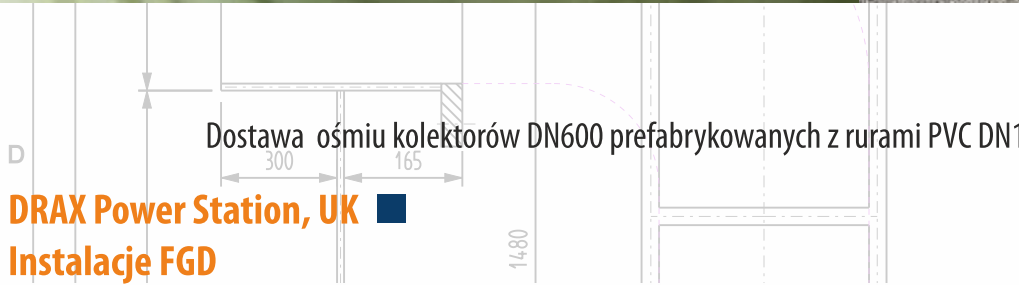 Dostawa ośmiu kolektorów DN600 prefabrykowanych z rurami PVC DN1
D
300
165
DRAX Power Station, UK
1480
Instalacje FGD